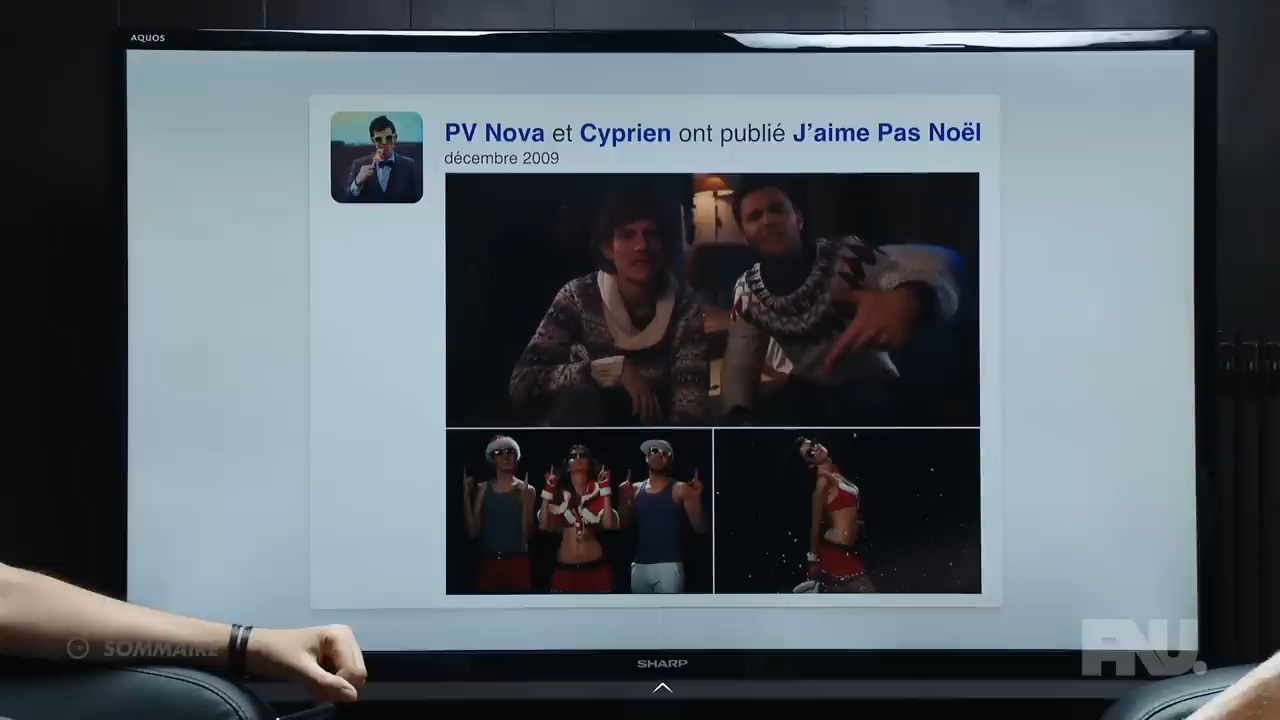 AQUOS
PV Nova et Cyprien ont publié J'aime Pas Noël
décembre 2009
SOMMAIRE
FNU.
SHARP